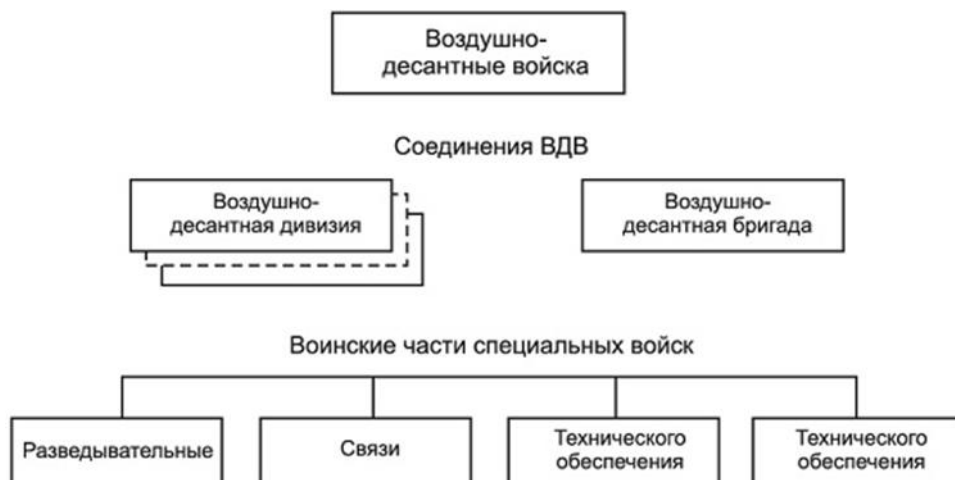 Воздушно-
десантные войска
Соединения ВДВ
Воздушно-
десантная дивизия
Воздушно-
десантная бригада
Воинские части специальных войск
Разведывательные
Связи
Технического
обеспечения
Технического
обеспечения